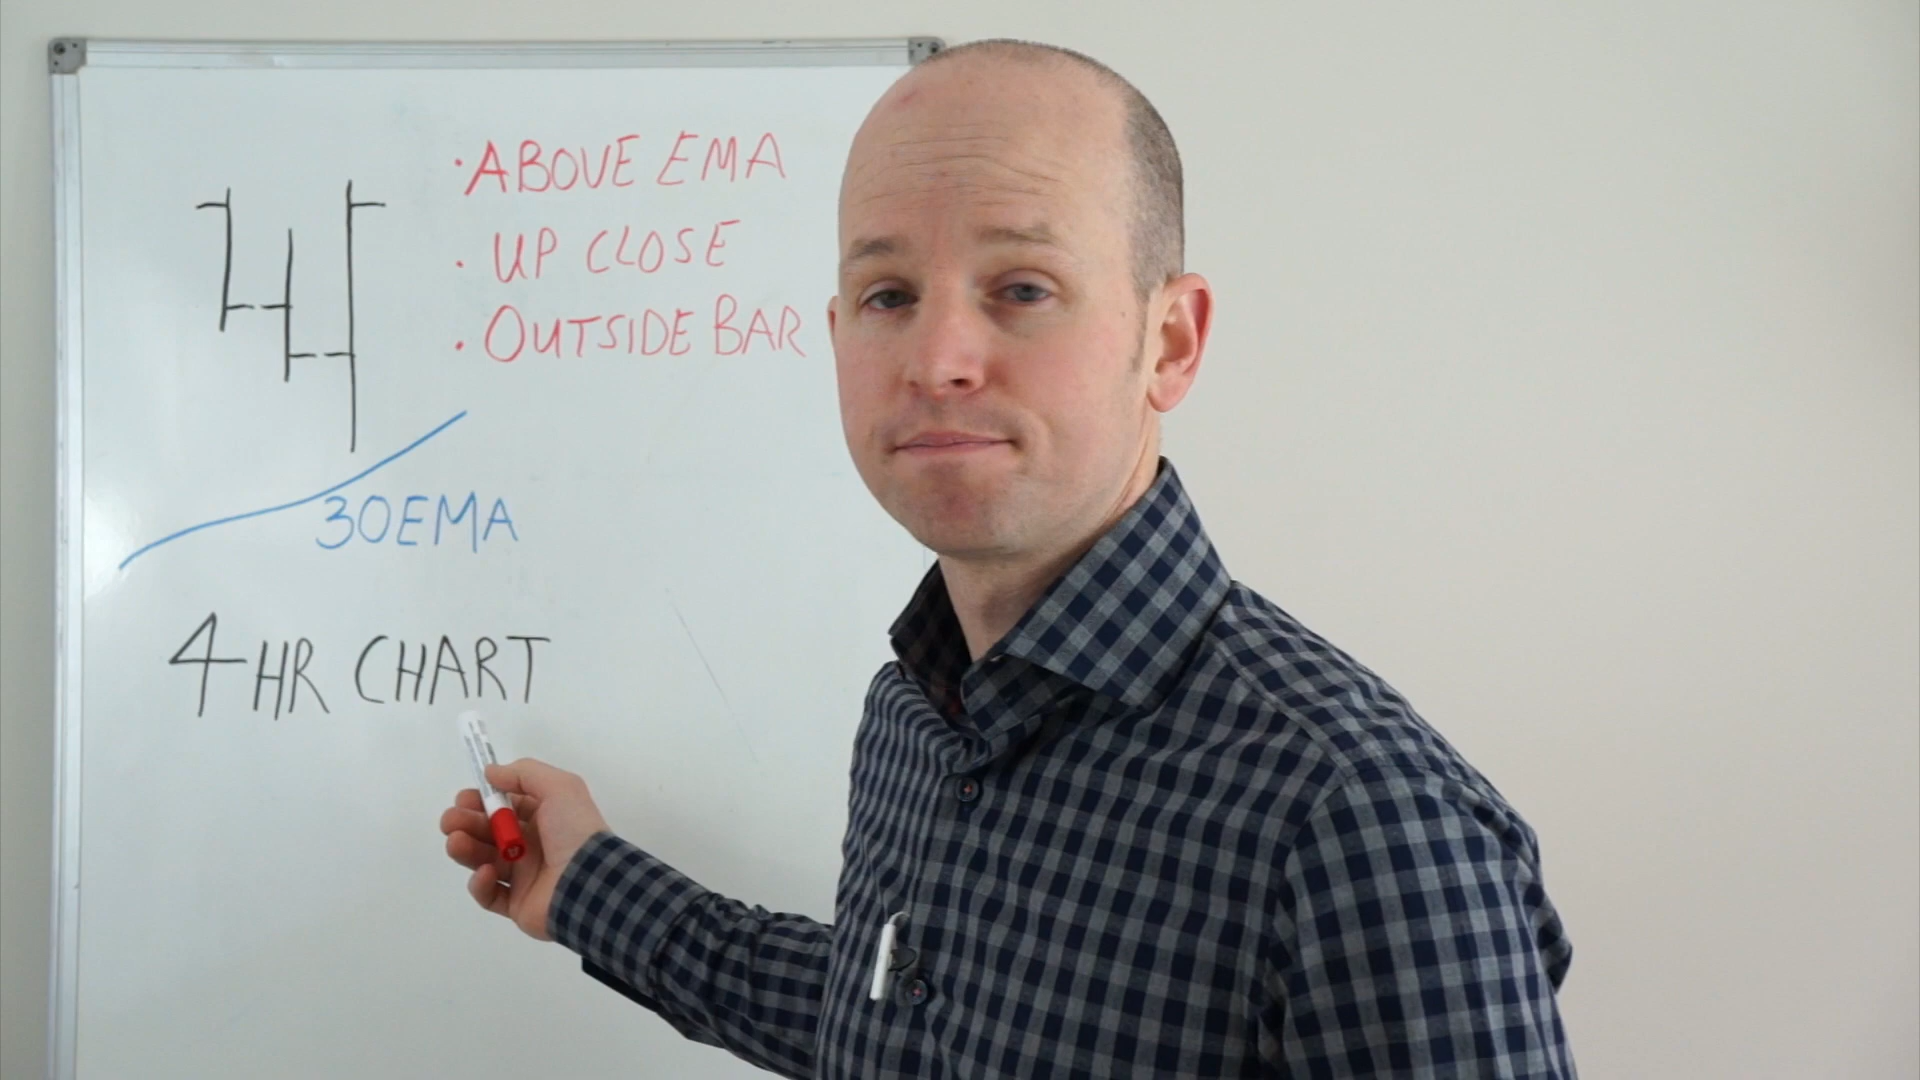 · ABOVE EMA
· UP CLOSE
· OUTSIDE BAR
30EMA
4 HR CHART